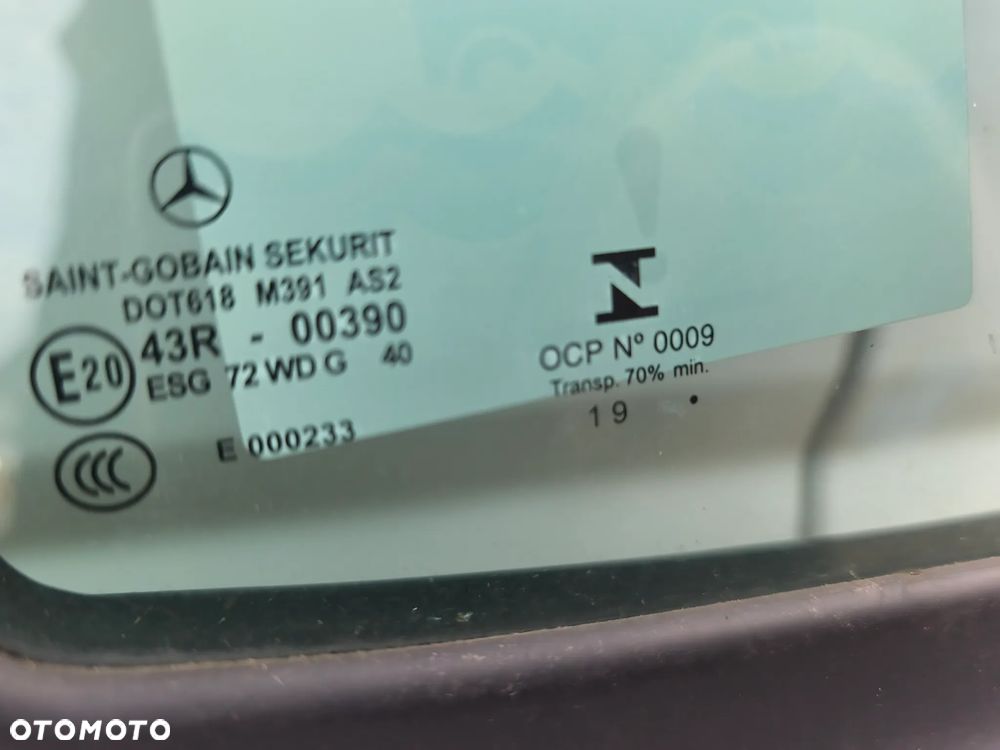 SAINT-GOBAIN SEKURIT
DOT618 M391 AS2
43R - 00390
E20
ESG 72 WD G 40
CCC
E 000233
OCP Nº 0009
Transp. 70% min.
19 .
OTOMOTO